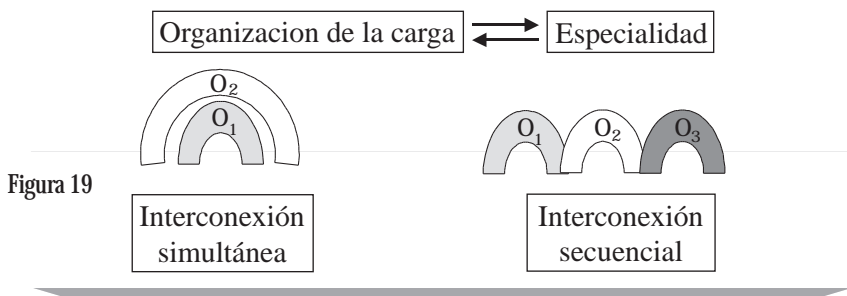 Organizacion de la carga
Especialidad
O2
O1
O1 O2 O3
Figura 19
Interconexión
simultánea
Interconexión
secuencial